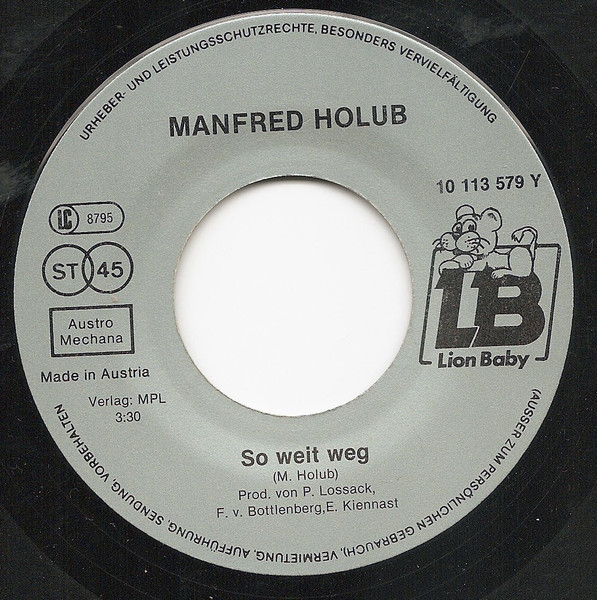 URHEBER- UND LEISTUNGSSCHUTZRECHTE, BESONDERS VERVIELFÄLTIGUNG
MANFRED HOLUB
10 113 579 Y
LC 8795
ST 45
LB
Lion Baby
Austro
Mechana
Made in Austria
Verlag: MPL
3:30
So weit weg
(M. Holub)
Prod. von P. Lossack,
F. v. Bottlenberg,E. Kiennast
(AUSSER ZUM PERSÖNLICHEN GEBRAUCH), VERMIETUNG, AUFFÜHRUNG, SENDUNG, VORBEHALTEN